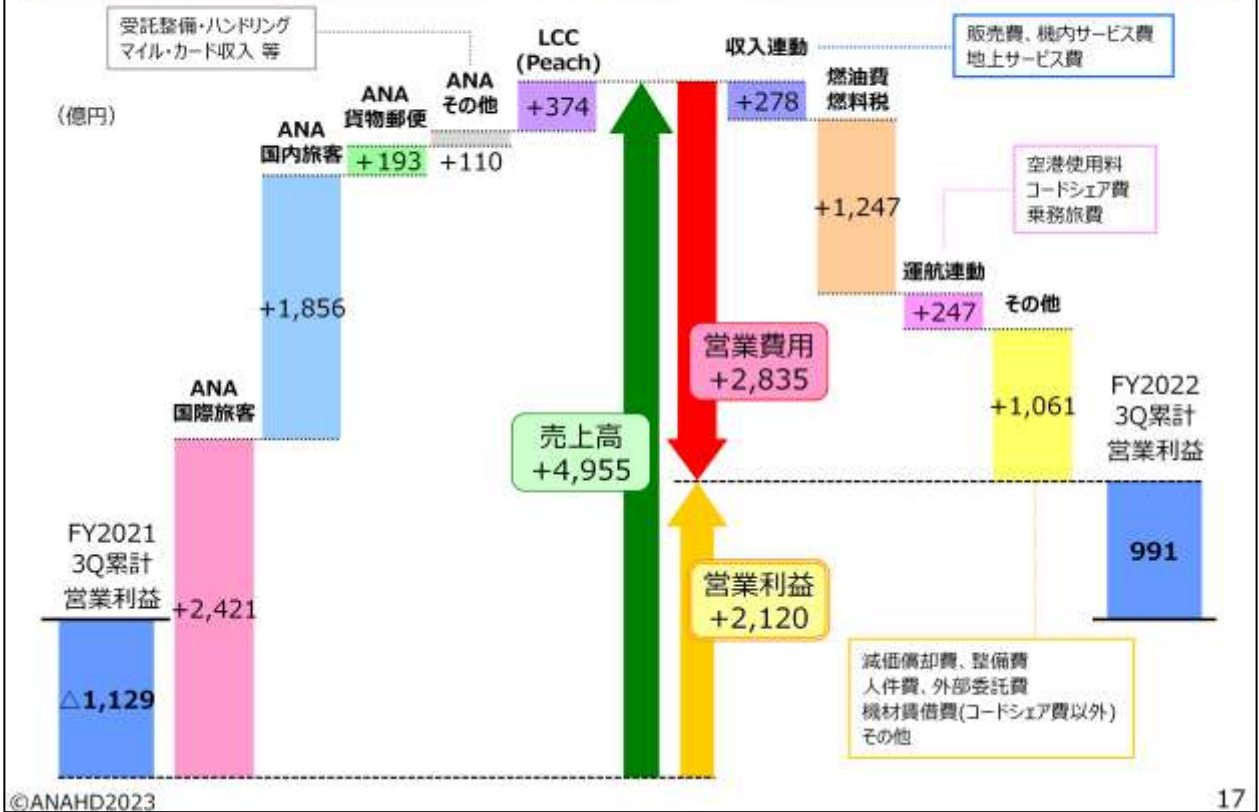 受託整備・ハンドリング
マイル・カード収入 等
(億円)
FY2021
3Q累計
営業利益
△1,129
ANA
国際旅客
+2,421
ANA
国内旅客
+1,856
ANA
貨物郵便
+193
ANA
その他
+110
LCC
(Peach)
+374
売上高
+4,955
営業費用
+2,835
営業利益
+2,120
収入連動
+278
販売費、機内サービス費
地上サービス費
燃油費
燃料税
+1,247
運航連動
+247
空港使用料
コードシェア費
乗務旅費
その他
+1,061
減価償却費、整備費
人件費、外部委託費
機材賃借費(コードシェア費以外)
その他
FY2022
3Q累計
営業利益
991
©ANAHD2023
17